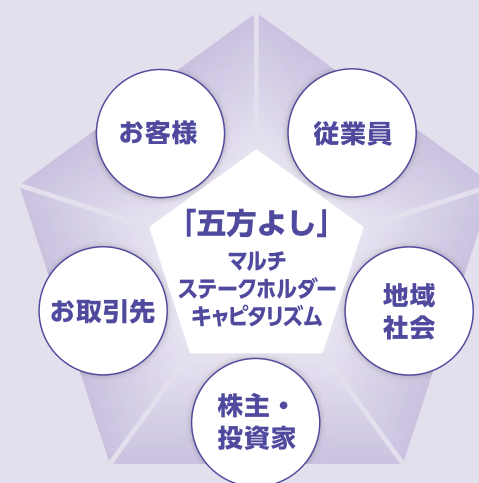 お客様
従業員
「五方よし」
マルチ
ステークホルダー
キャピタリズム
お取引先
地域
社会
株主・
投資家